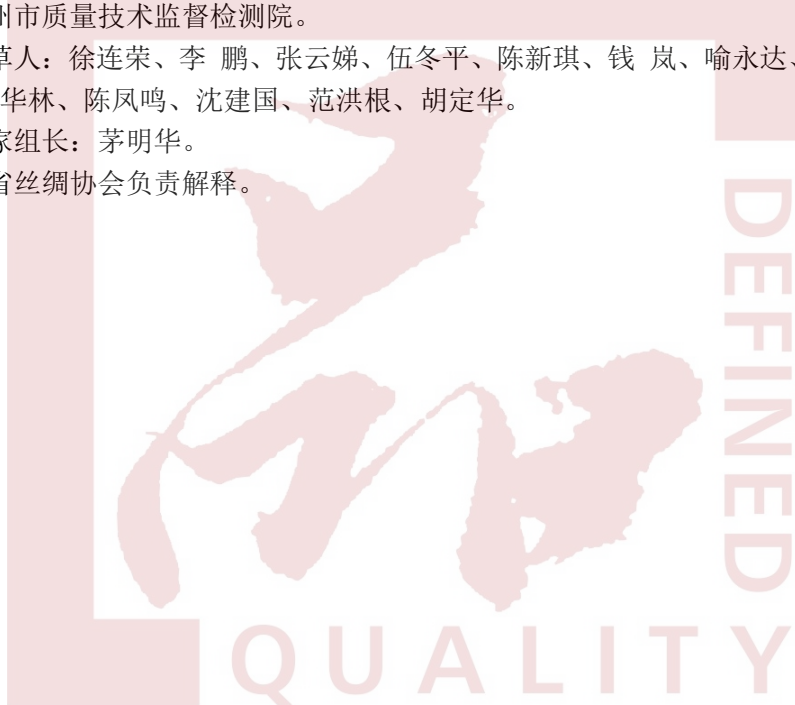 州市质量技术监督检测院。
草人：徐连荣、李 鹏、张云娣、伍冬平、陈新琪、钱 岚、喻永达、
华林、陈凤鸣、沈建国、范洪根、胡定华。
家组长：茅明华。
省丝绸协会负责解释。
DEFINED
QUALITY